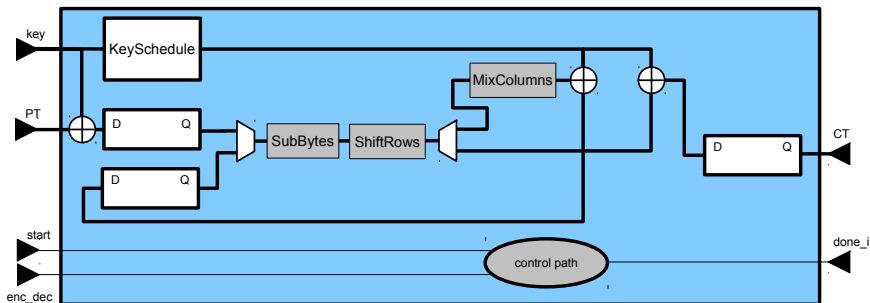 key
KeySchedule
MixColumns
PT
D Q
SubBytes
ShiftRows
D Q
CT
D Q
start
control path
done_i
enc_dec